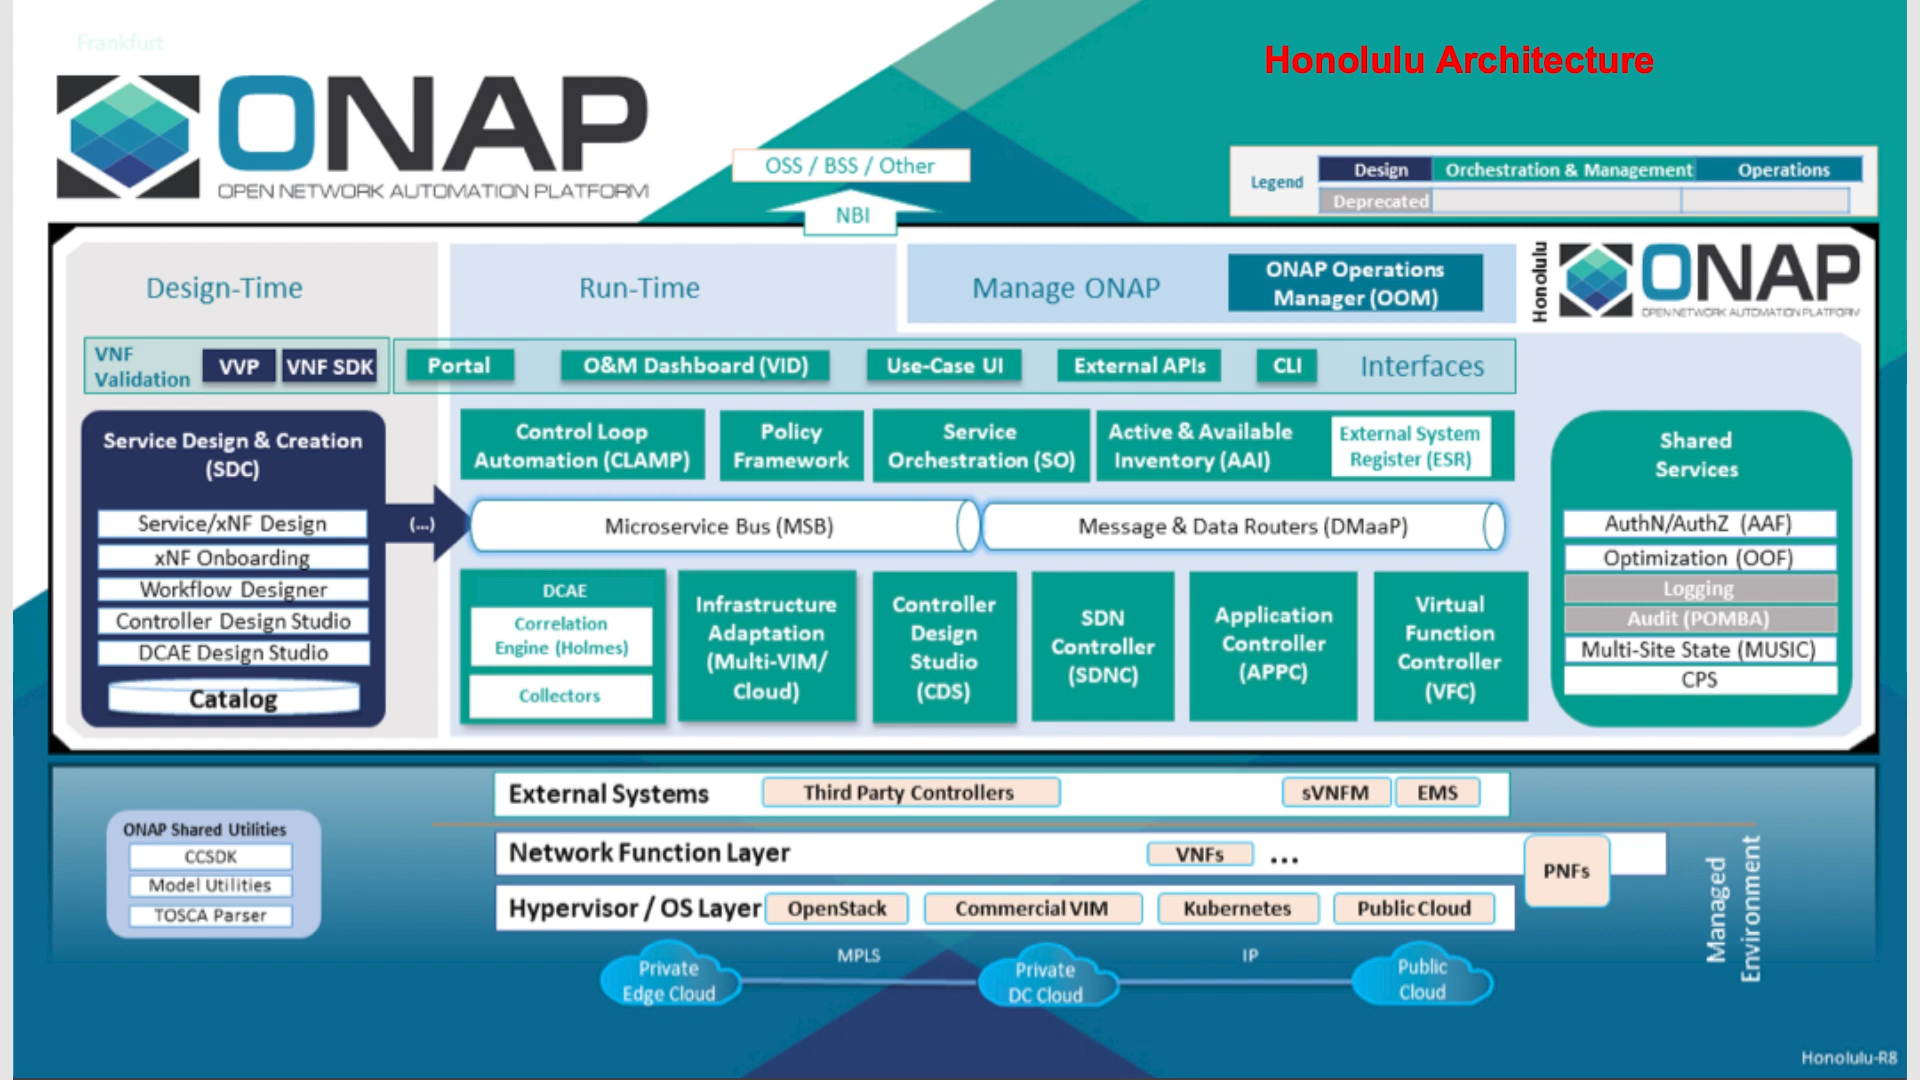 Frankfurt
Honolulu Architecture
ONAP
OPEN NETWORK AUTOMATION PLATFORM
OSS / BSS / Other
NBI
Legend
Design
Orchestration & Management
Operations
Deprecated
Design-Time
Run-Time
Manage ONAP
ONAP Operations
Manager (OOM)
Honolulu
ONAP
OPEN NETWORK AUTOMATION PLATFORM
VNF
Validation
VVP
VNF SDK
Portal
O&M Dashboard (VID)
Use-Case UI
External APIs
CLI
Interfaces
Service Design & Creation
(SDC)
Service/xNF Design
xNF Onboarding
Workflow Designer
Controller Design Studio
DCAE Design Studio
Catalog
(...)
Control Loop
Automation (CLAMP)
Policy
Framework
Service
Orchestration (SO)
Active & Available
Inventory (AAI)
External System
Register (ESR)
Microservice Bus (MSB)
Message & Data Routers (DMaaP)
DCAE
Correlation
Engine (Holmes)
Collectors
Infrastructure
Adaptation
(Multi-VIM/
Cloud)
Controller
Design
Studio
(CDS)
SDN
Controller
(SDNC)
Application
Controller
(APPC)
Virtual
Function
Controller
(VFC)
Shared
Services
AuthN/AuthZ (AAF)
Optimization (OOF)
Logging
Audit (POMBA)
Multi-Site State (MUSIC)
CPS
ONAP Shared Utilities
CCSDK
Model Utilities
TOSCA Parser
External Systems
Third Party Controllers
sVNFM
EMS
Network Function Layer
VNFs
...
PNFs
Hypervisor / OS Layer
OpenStack
Commercial VIM
Kubernetes
Public Cloud
Managed
Environment
Private
Edge Cloud
MPLS
Private
DC Cloud
IP
Public
Cloud
Honolulu-R8